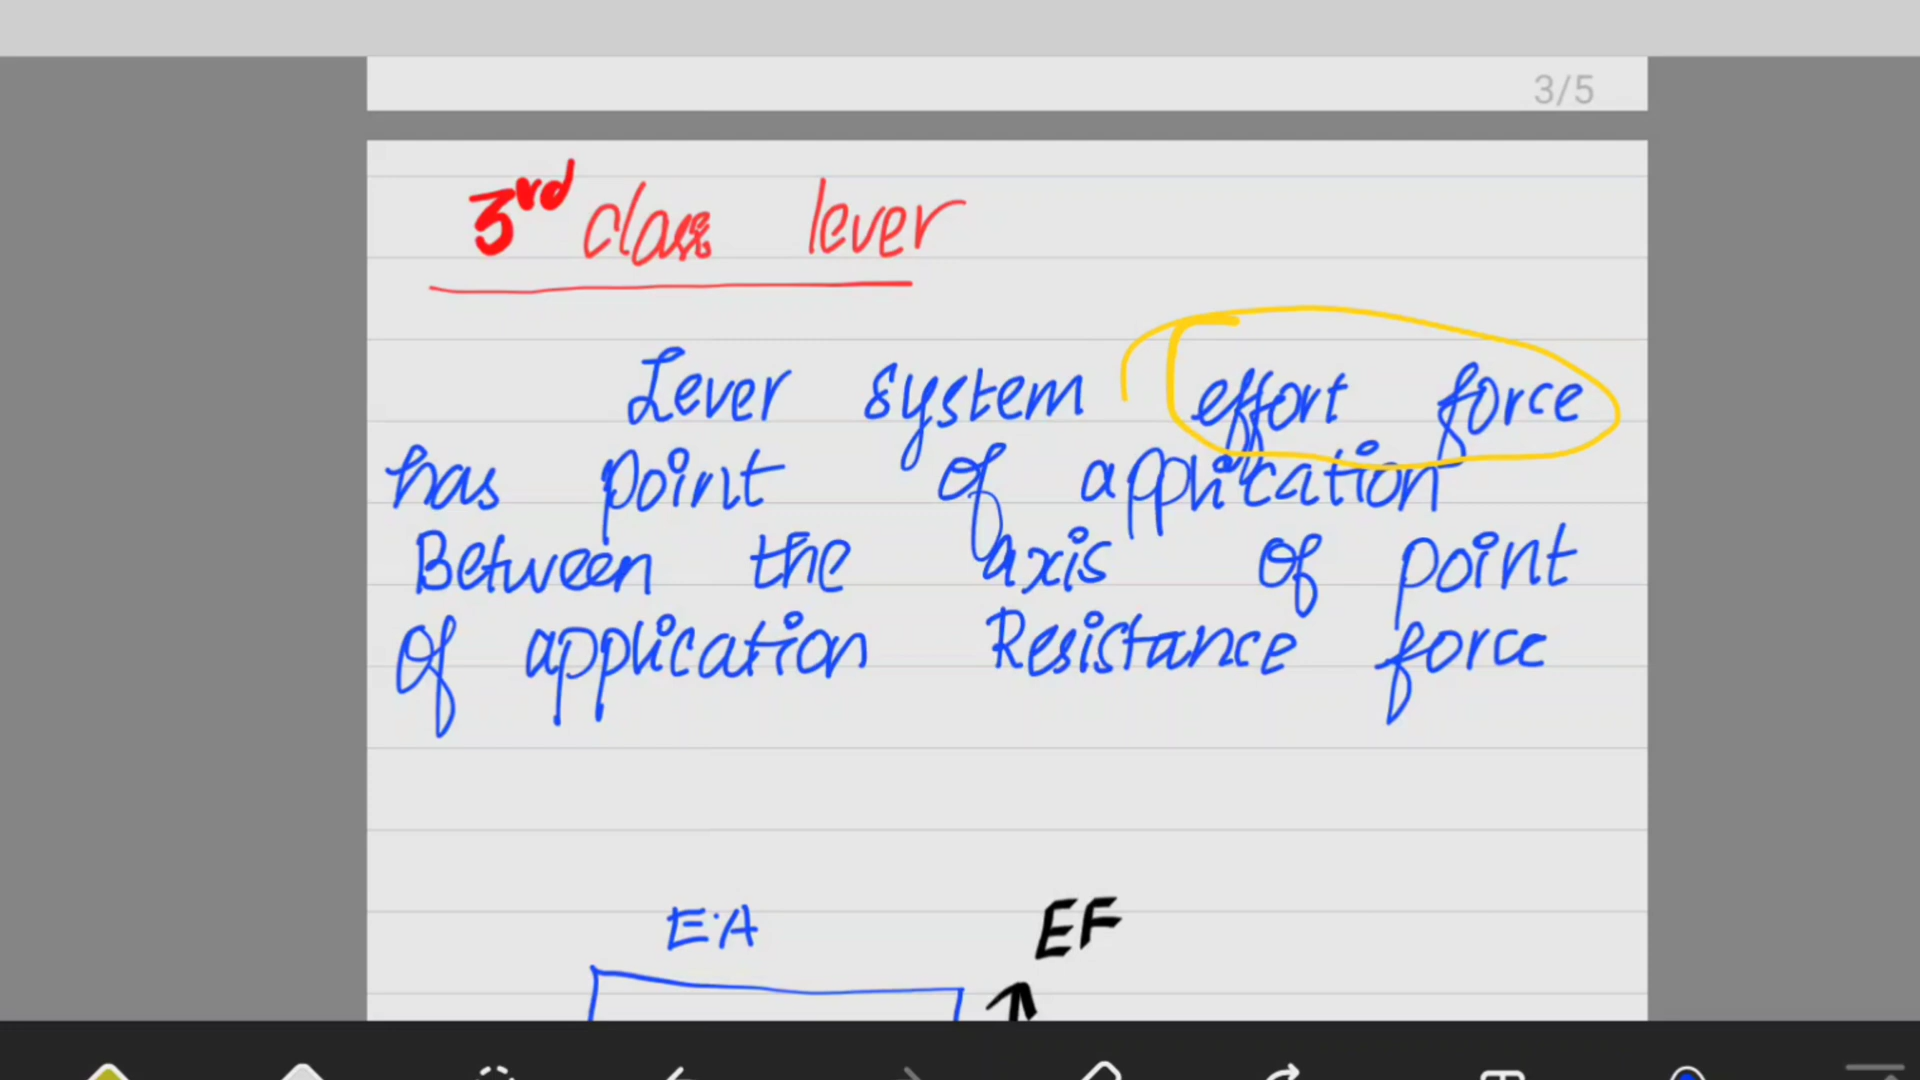 3/5
3rd class lever
Lever system effort force
has point of application
Between the axis of point
of application Resistance force
E.A
EF